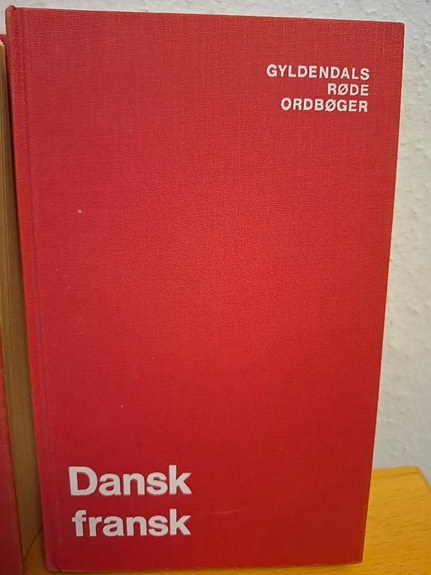 GYLDENDALS
RØDE
ORDBØGER
Dansk
fransk